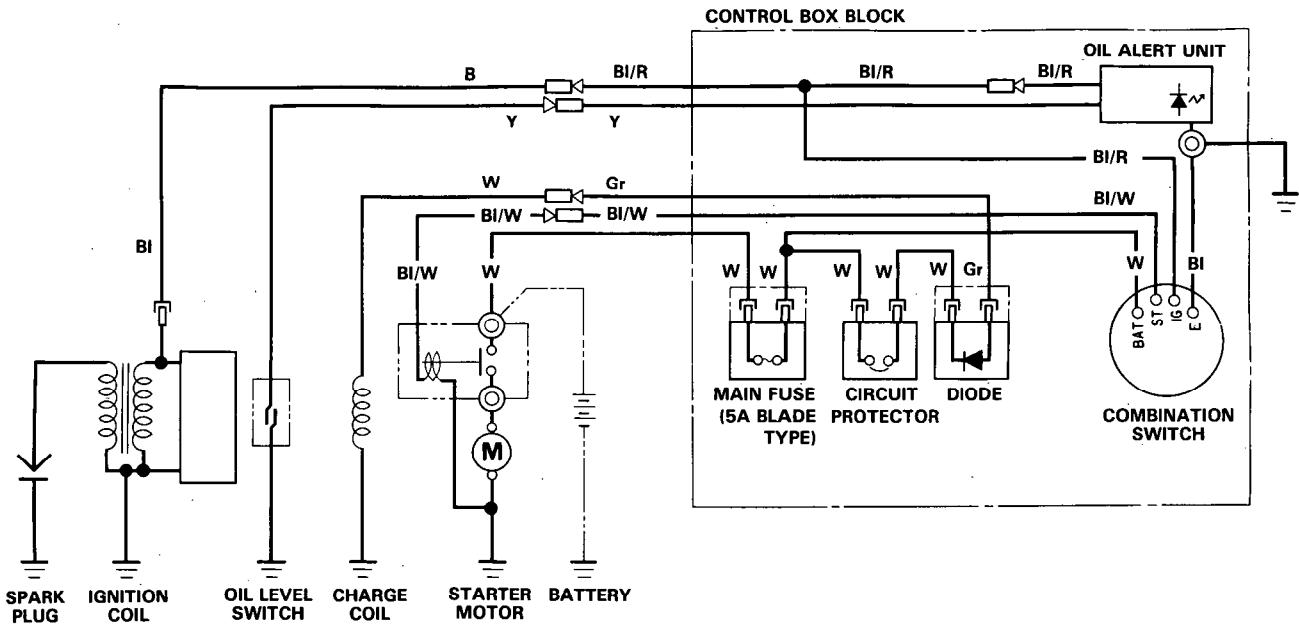 CONTROL BOX BLOCK
OIL ALERT UNIT
B
Bl/R
Bl/R
Bl/R
Y
Y
Bl/R
W
Gr
Bl/W
Bl/W
Bl/W
Bl
Bl/W
W
W
W
W
W
W
Gr
W
Bl
BAT
ST
IG
E
M
MAIN FUSE
(5A BLADE
TYPE)
CIRCUIT
PROTECTOR
DIODE
COMBINATION
SWITCH
SPARK
PLUG
IGNITION
COIL
OIL LEVEL
SWITCH
CHARGE
COIL
STARTER
MOTOR
BATTERY